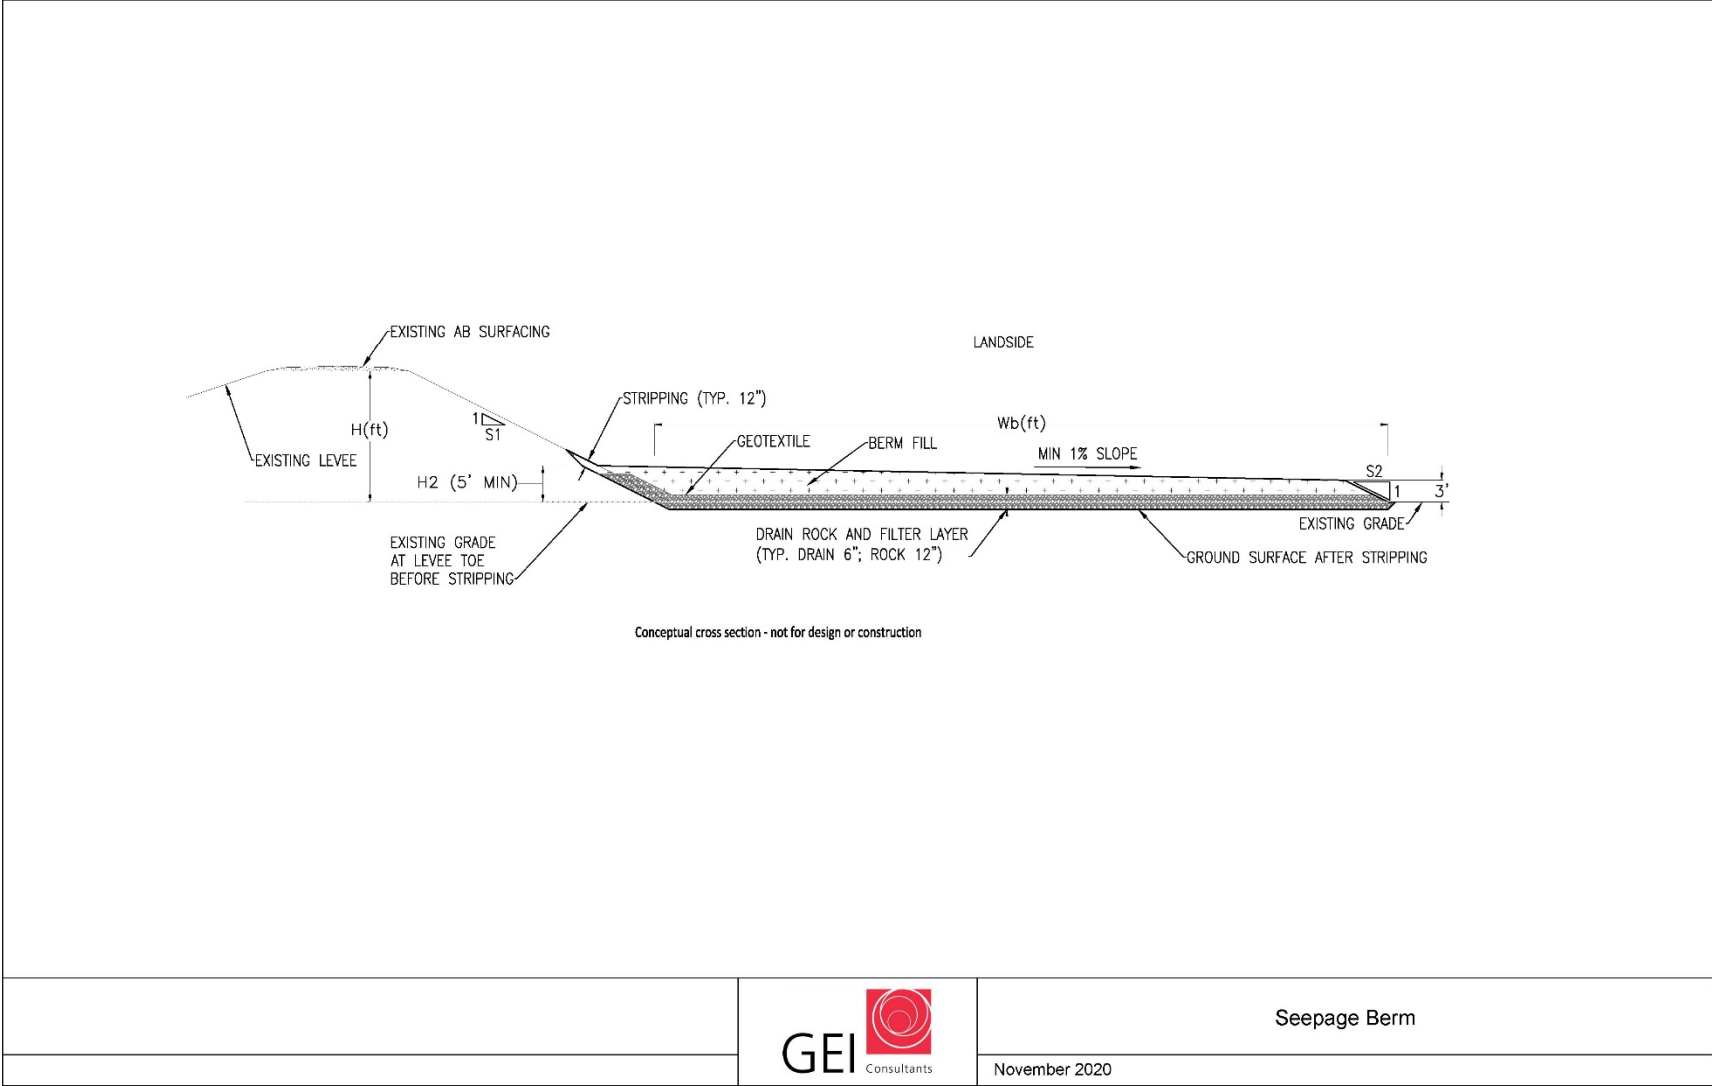 EXISTING AB SURFACING
LANDSIDE
STRIPPING (TYP. 12")
1
S1
H(ft)
Wb(ft)
GEOTEXTILE
BERM FILL
MIN 1% SLOPE
EXISTING LEVEE
S2
H2 (5' MIN)
1
3'
EXISTING GRADE
DRAIN ROCK AND FILTER LAYER
(TYP. DRAIN 6"; ROCK 12")
EXISTING GRADE
AT LEVEE TOE
BEFORE STRIPPING
GROUND SURFACE AFTER STRIPPING
Conceptual cross section - not for design or construction
GEI
Consultants
Seepage Berm
November 2020